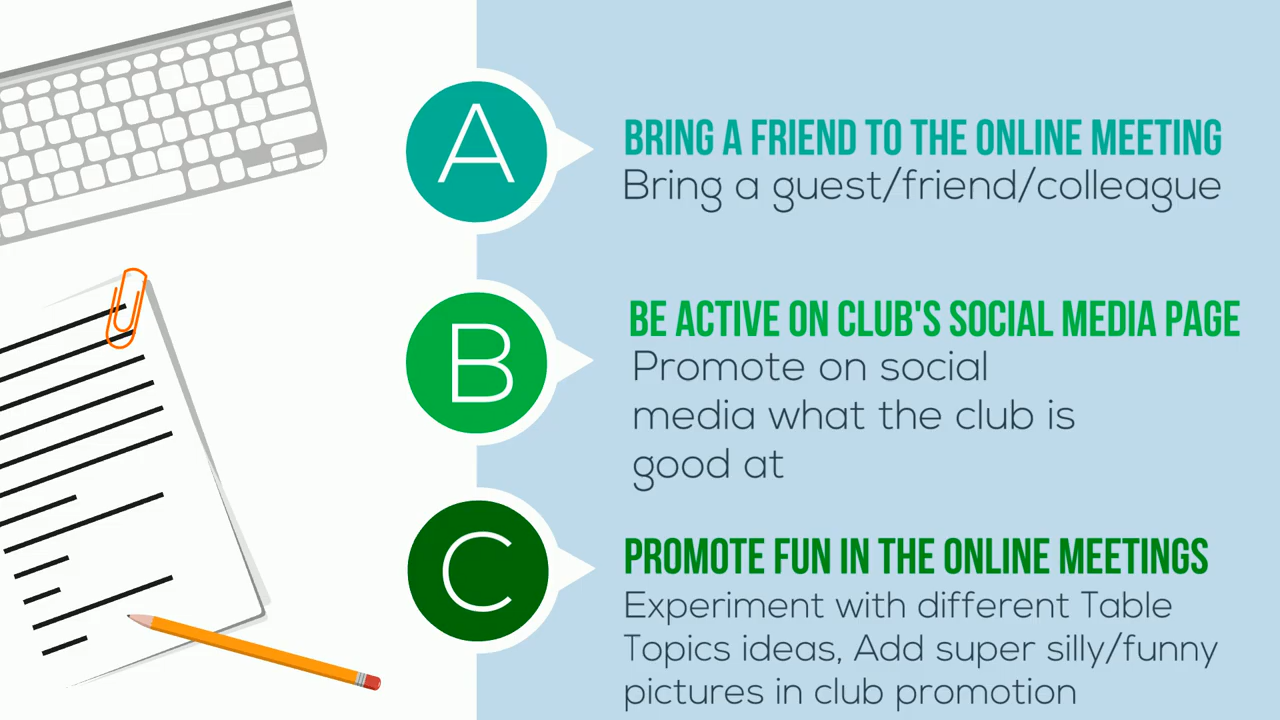 A
BRING A FRIEND TO THE ONLINE MEETING
Bring a guest/friend/colleague
B
BE ACTIVE ON CLUB'S SOCIAL MEDIA PAGE
Promote on social
media what the club is
good at
C
PROMOTE FUN IN THE ONLINE MEETINGS
Experiment with different Table
Topics ideas, Add super silly/funny
pictures in club promotion